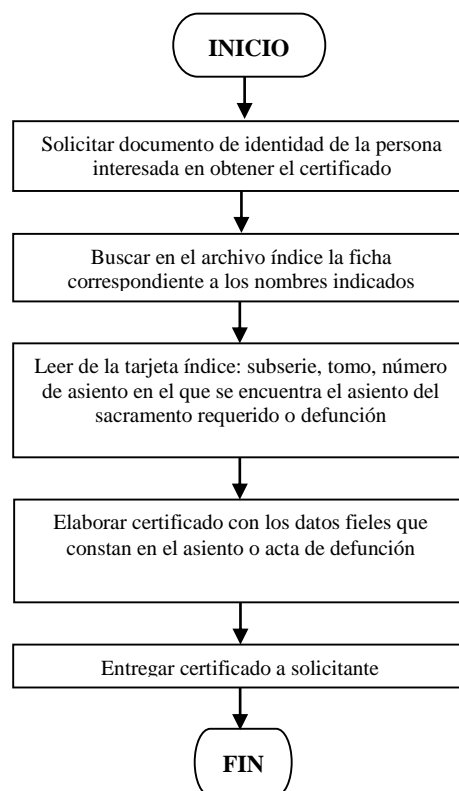 INICIO
Solicitar documento de identidad de la persona
interesada en obtener el certificado
Buscar en el archivo índice la ficha
correspondiente a los nombres indicados
Leer de la tarjeta índice: subserie, tomo, número
de asiento en el que se encuentra el asiento del
sacramento requerido o defunción
Elaborar certificado con los datos fieles que
constan en el asiento o acta de defunción
Entregar certificado a solicitante
FIN